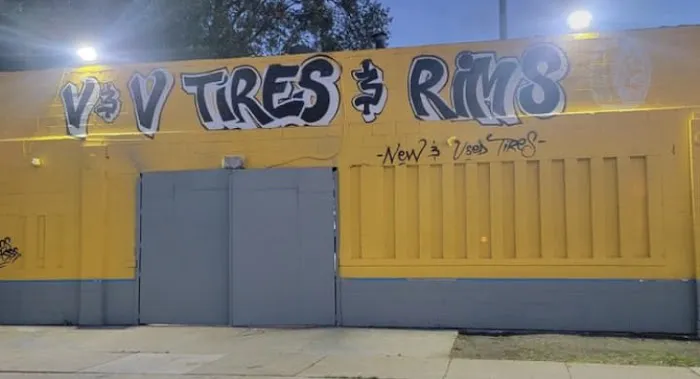 V & V TIRES & RIMS
-New & Used TIRES-